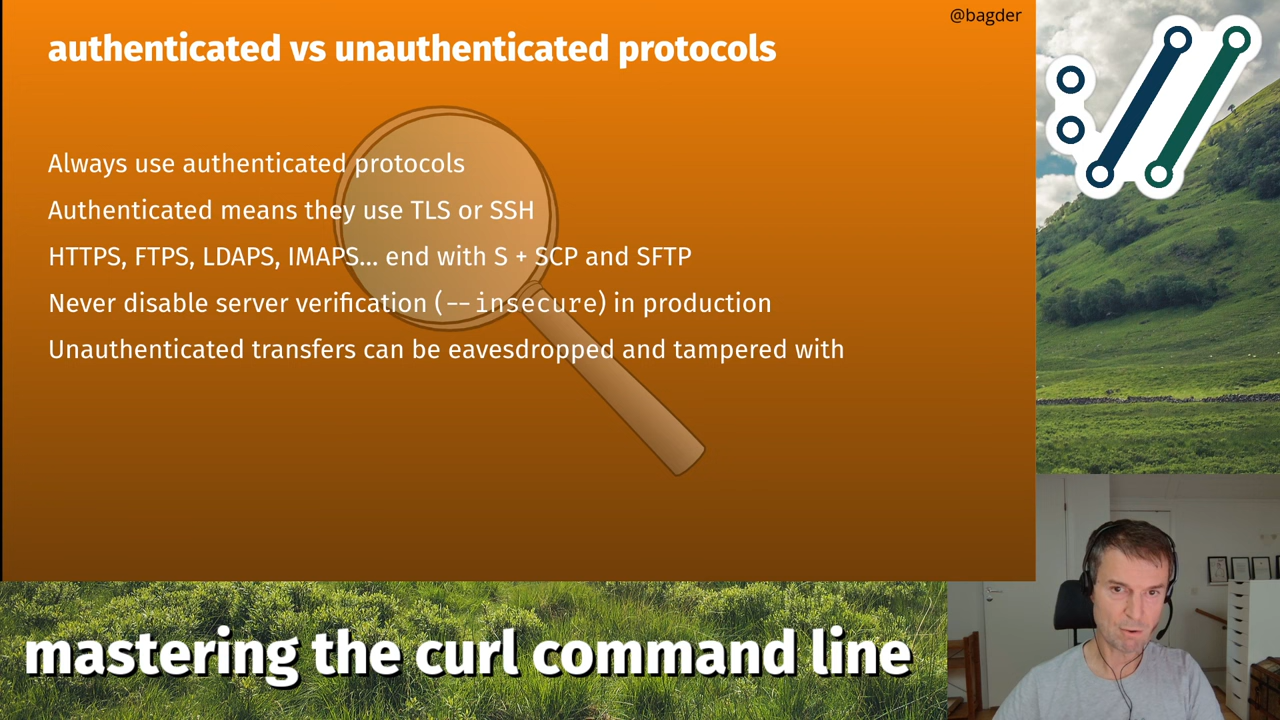 @bagder
authenticated vs unauthenticated protocols
Always use authenticated protocols
Authenticated means they use TLS or SSH
HTTPS, FTPS, LDAPS, IMAPS... end with S + SCP and SFTP
Never disable server verification (--insecure) in production
Unauthenticated transfers can be eavesdropped and tampered with
mastering the curl command line